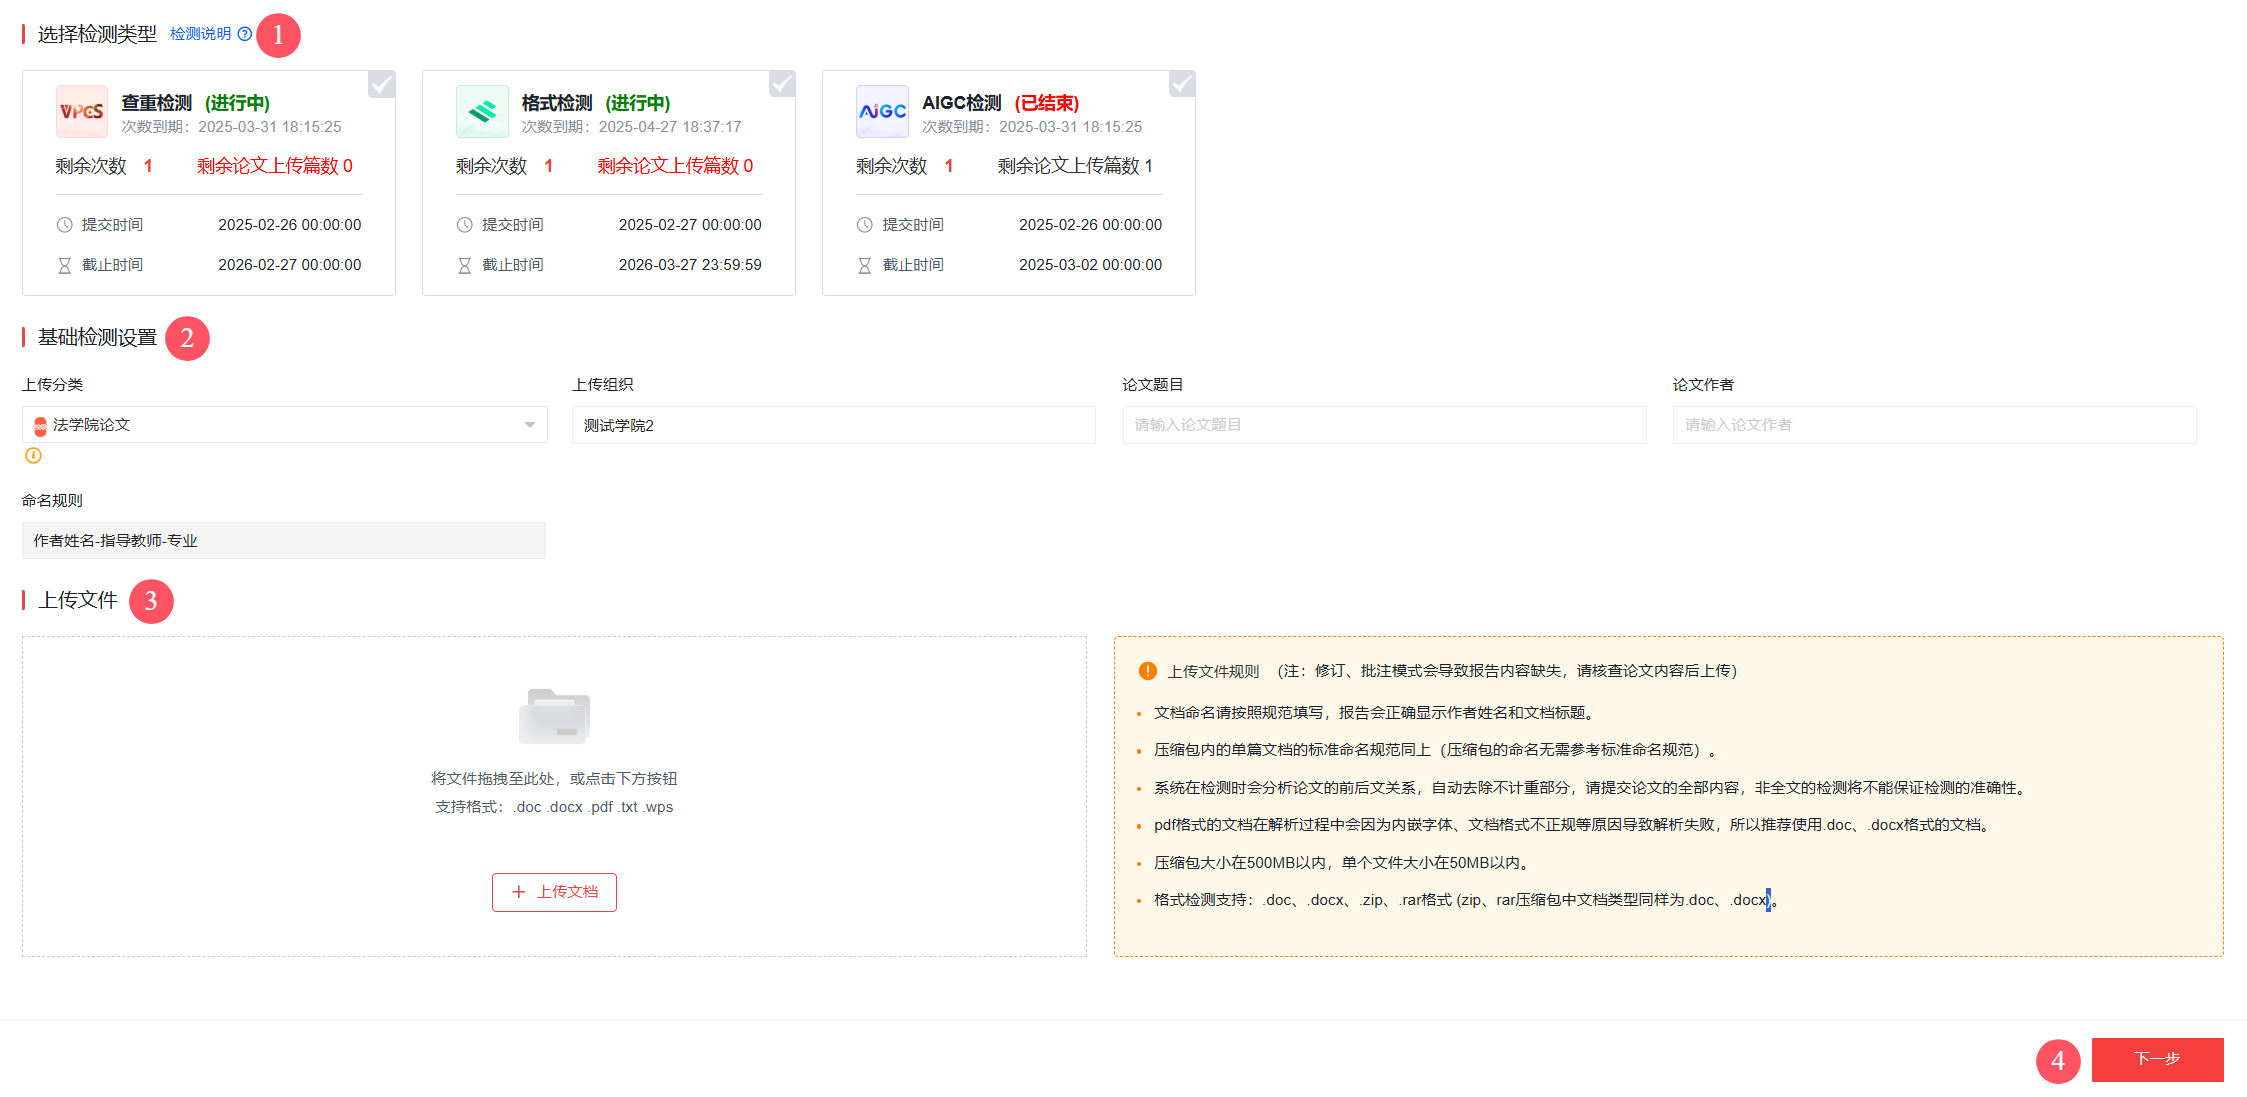 选择检测类型 检测说明 ? 1
VPCS 查重检测 (进行中)
次数到期：2025-03-31 18:15:25
剩余次数 1 剩余论文上传篇数 0
提交时间 2025-02-26 00:00:00
截止时间 2026-02-27 00:00:00
格式检测 (进行中)
次数到期：2025-04-27 18:37:17
剩余次数 1 剩余论文上传篇数 0
提交时间 2025-02-27 00:00:00
截止时间 2026-03-27 23:59:59
AIGC AIGC检测 (已结束)
次数到期：2025-03-31 18:15:25
剩余次数 1 剩余论文上传篇数 1
提交时间 2025-02-26 00:00:00
截止时间 2025-03-02 00:00:00
基础检测设置 2
上传分类
法学院论文
上传组织
测试学院2
论文题目
请输入论文题目
论文作者
请输入论文作者
命名规则
作者姓名-指导教师-专业
上传文件 3
将文件拖拽至此处，或点击下方按钮
支持格式：.doc .docx .pdf .txt .wps
+ 上传文档
! 上传文件规则 (注：修订、批注模式会导致报告内容缺失，请核查论文内容后上传)
• 文档命名请按照规范填写，报告会正确显示作者姓名和文档标题。
• 压缩包内的单篇文档的标准命名规范同上（压缩包的命名无需参考标准命名规范）。
• 系统在检测时会分析论文的前后文关系，自动去除不计重部分，请提交论文的全部内容，非全文的检测将不能保证检测的准确性。
• pdf格式的文档在解析过程中会因为内嵌字体、文档格式不正规等原因导致解析失败，所以推荐使用.doc、.docx格式的文档。
• 压缩包大小在500MB以内，单个文件大小在50MB以内。
• 格式检测支持：.doc、.docx、.zip、.rar格式 (zip、rar压缩包中文档类型同样为.doc、.docx)。
4 下一步